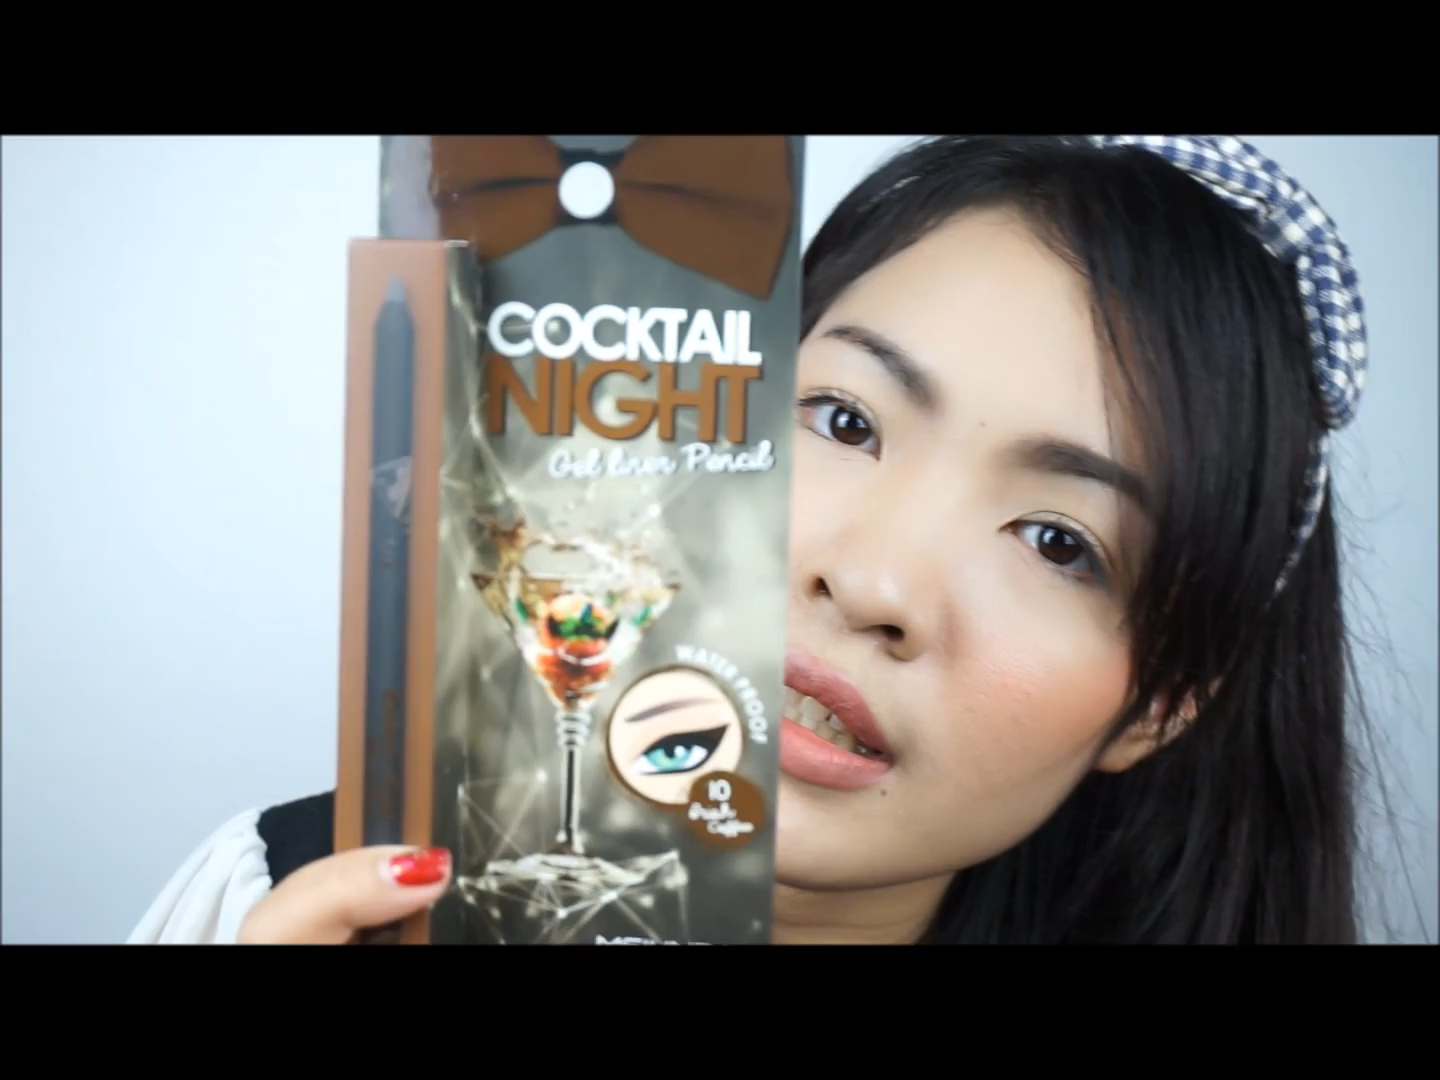 COCKTAIL
NIGHT
Gel liner Pencil
WATER PROOF
10